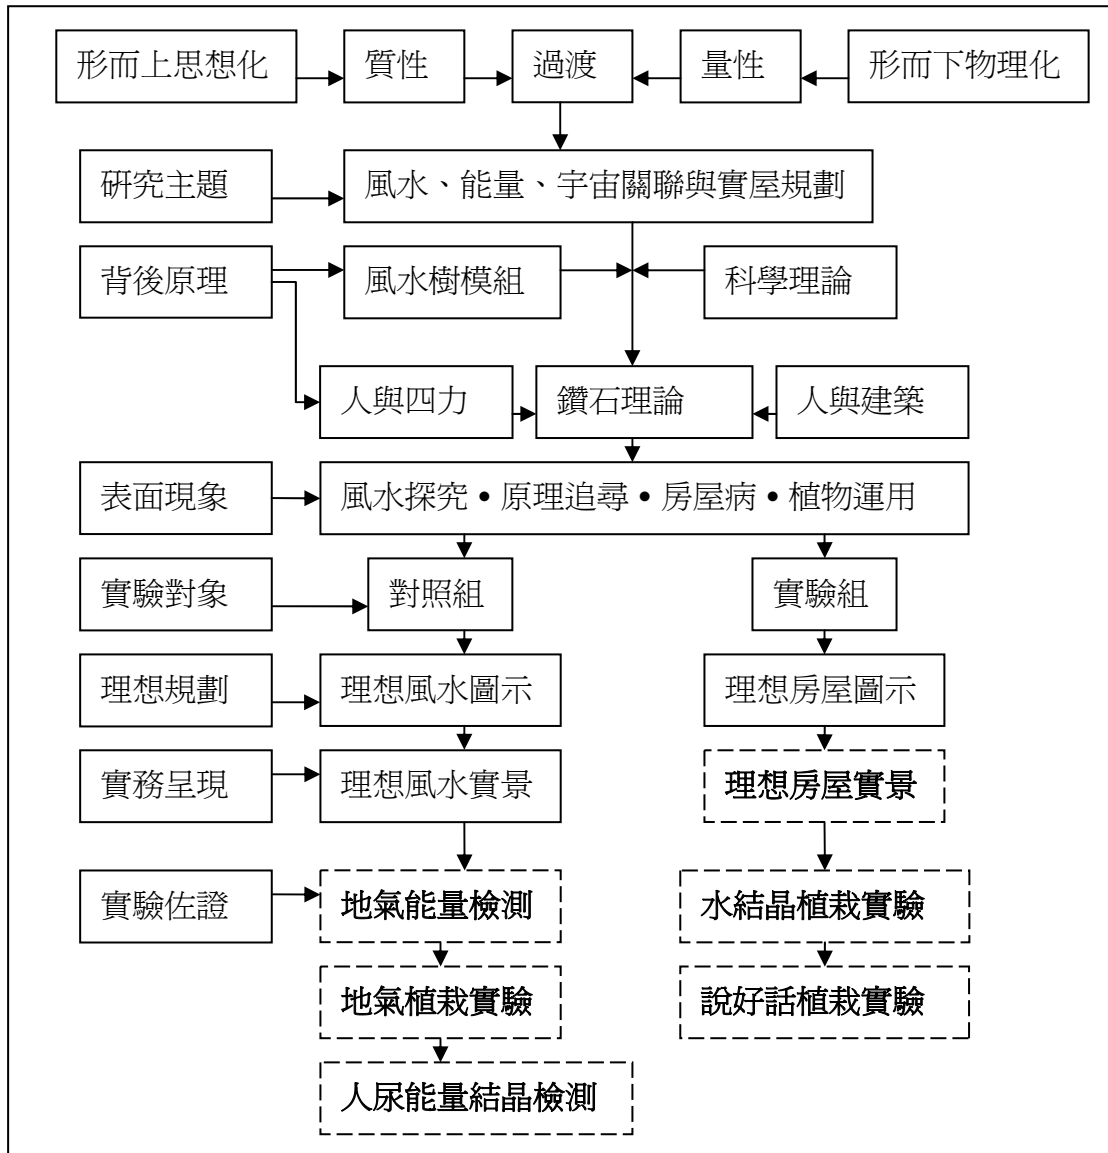 形而上思想化
質性
過渡
量性
形而下物理化
研究主題
風水、能量、宇宙關聯與實屋規劃
背後原理
風水樹模組
科學理論
人與四力
鑽石理論
人與建築
表面現象
風水探究•原理追尋•房屋病•植物運用
實驗對象
對照組
實驗組
理想規劃
理想風水圖示
理想房屋圖示
實務呈現
理想風水實景
理想房屋實景
實驗佐證
地氣能量檢測
水結晶植栽實驗
地氣植栽實驗
說好話植栽實驗
人尿能量結晶檢測